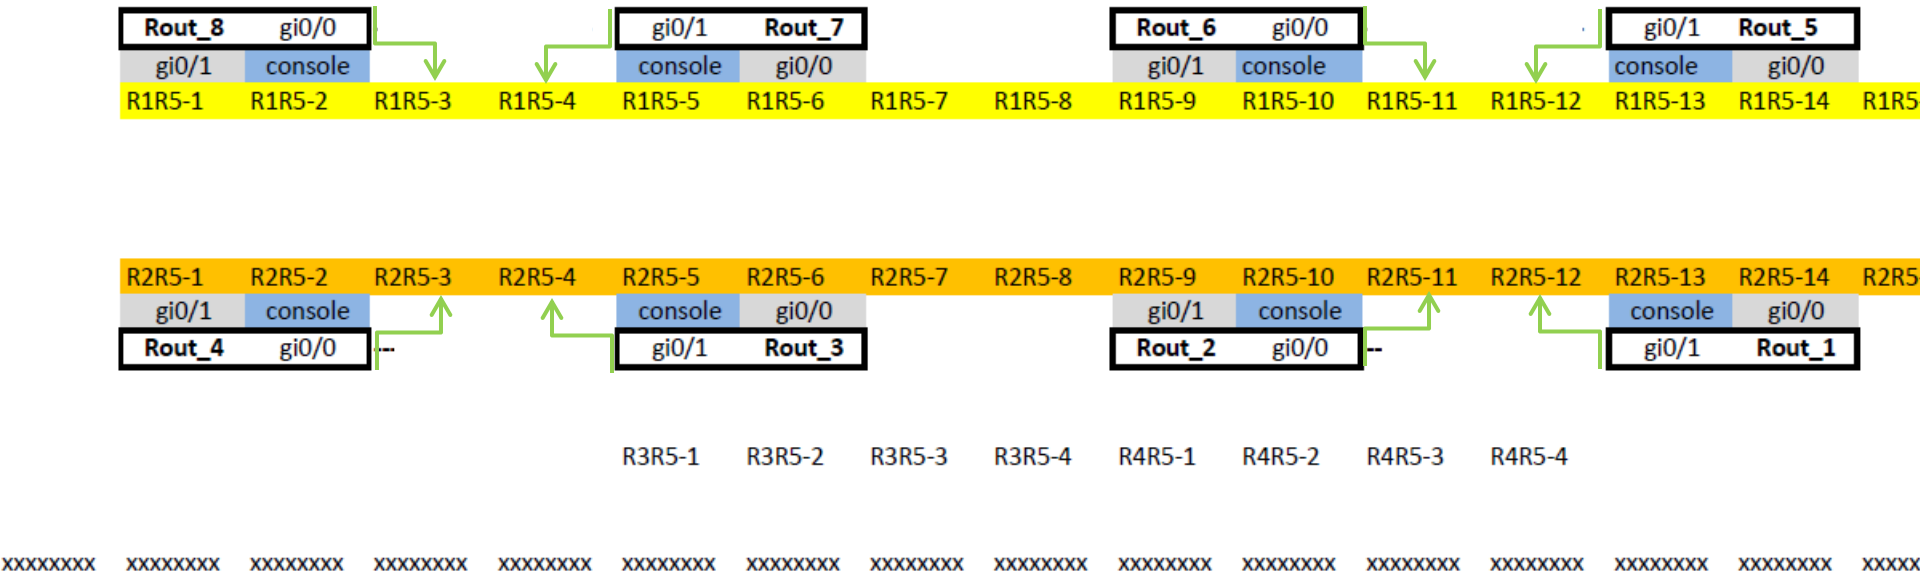 Rout_8 gi0/0 gi0/1 Rout_7 Rout_6 gi0/0 gi0/1 Rout_5
gi0/1 console console gi0/0 gi0/1 console console gi0/0
R1R5-1 R1R5-2 R1R5-3 R1R5-4 R1R5-5 R1R5-6 R1R5-7 R1R5-8 R1R5-9 R1R5-10 R1R5-11 R1R5-12 R1R5-13 R1R5-14 R1R5-
R2R5-1 R2R5-2 R2R5-3 R2R5-4 R2R5-5 R2R5-6 R2R5-7 R2R5-8 R2R5-9 R2R5-10 R2R5-11 R2R5-12 R2R5-13 R2R5-14 R2R5-
gi0/1 console console gi0/0 gi0/1 console console gi0/0
Rout_4 gi0/0 --- gi0/1 Rout_3 Rout_2 gi0/0 -- gi0/1 Rout_1
R3R5-1 R3R5-2 R3R5-3 R3R5-4 R4R5-1 R4R5-2 R4R5-3 R4R5-4
xxxxxxxx xxxxxxxx xxxxxxxx xxxxxxxx xxxxxxxx xxxxxxxx xxxxxxxx xxxxxxxx xxxxxxxx xxxxxxxx xxxxxxxx xxxxxxxx xxxxxxxx xxxxxxxx xxxxxxxx xxxxx